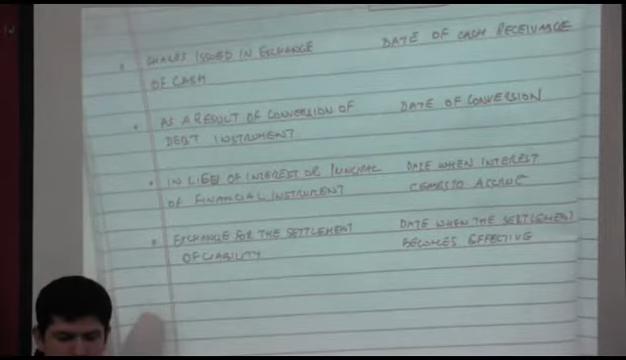 SHARES ISSUED IN EXCHANGE DATE OF CASH RECEIVABLE
OF CASH
AS A RESULT OF CONVERSION OF DATE OF CONVERSION
DEBT INSTRUMENT
IN LIEU OF INTEREST OR PRINCIPAL DATE WHEN INTEREST
OF FINANCIAL INSTRUMENT CEASES TO ACCRUE
EXCHANGE FOR THE SETTLEMENT DATE WHEN THE SETTLEMENT
OF LIABILITY BECOMES EFFECTIVE